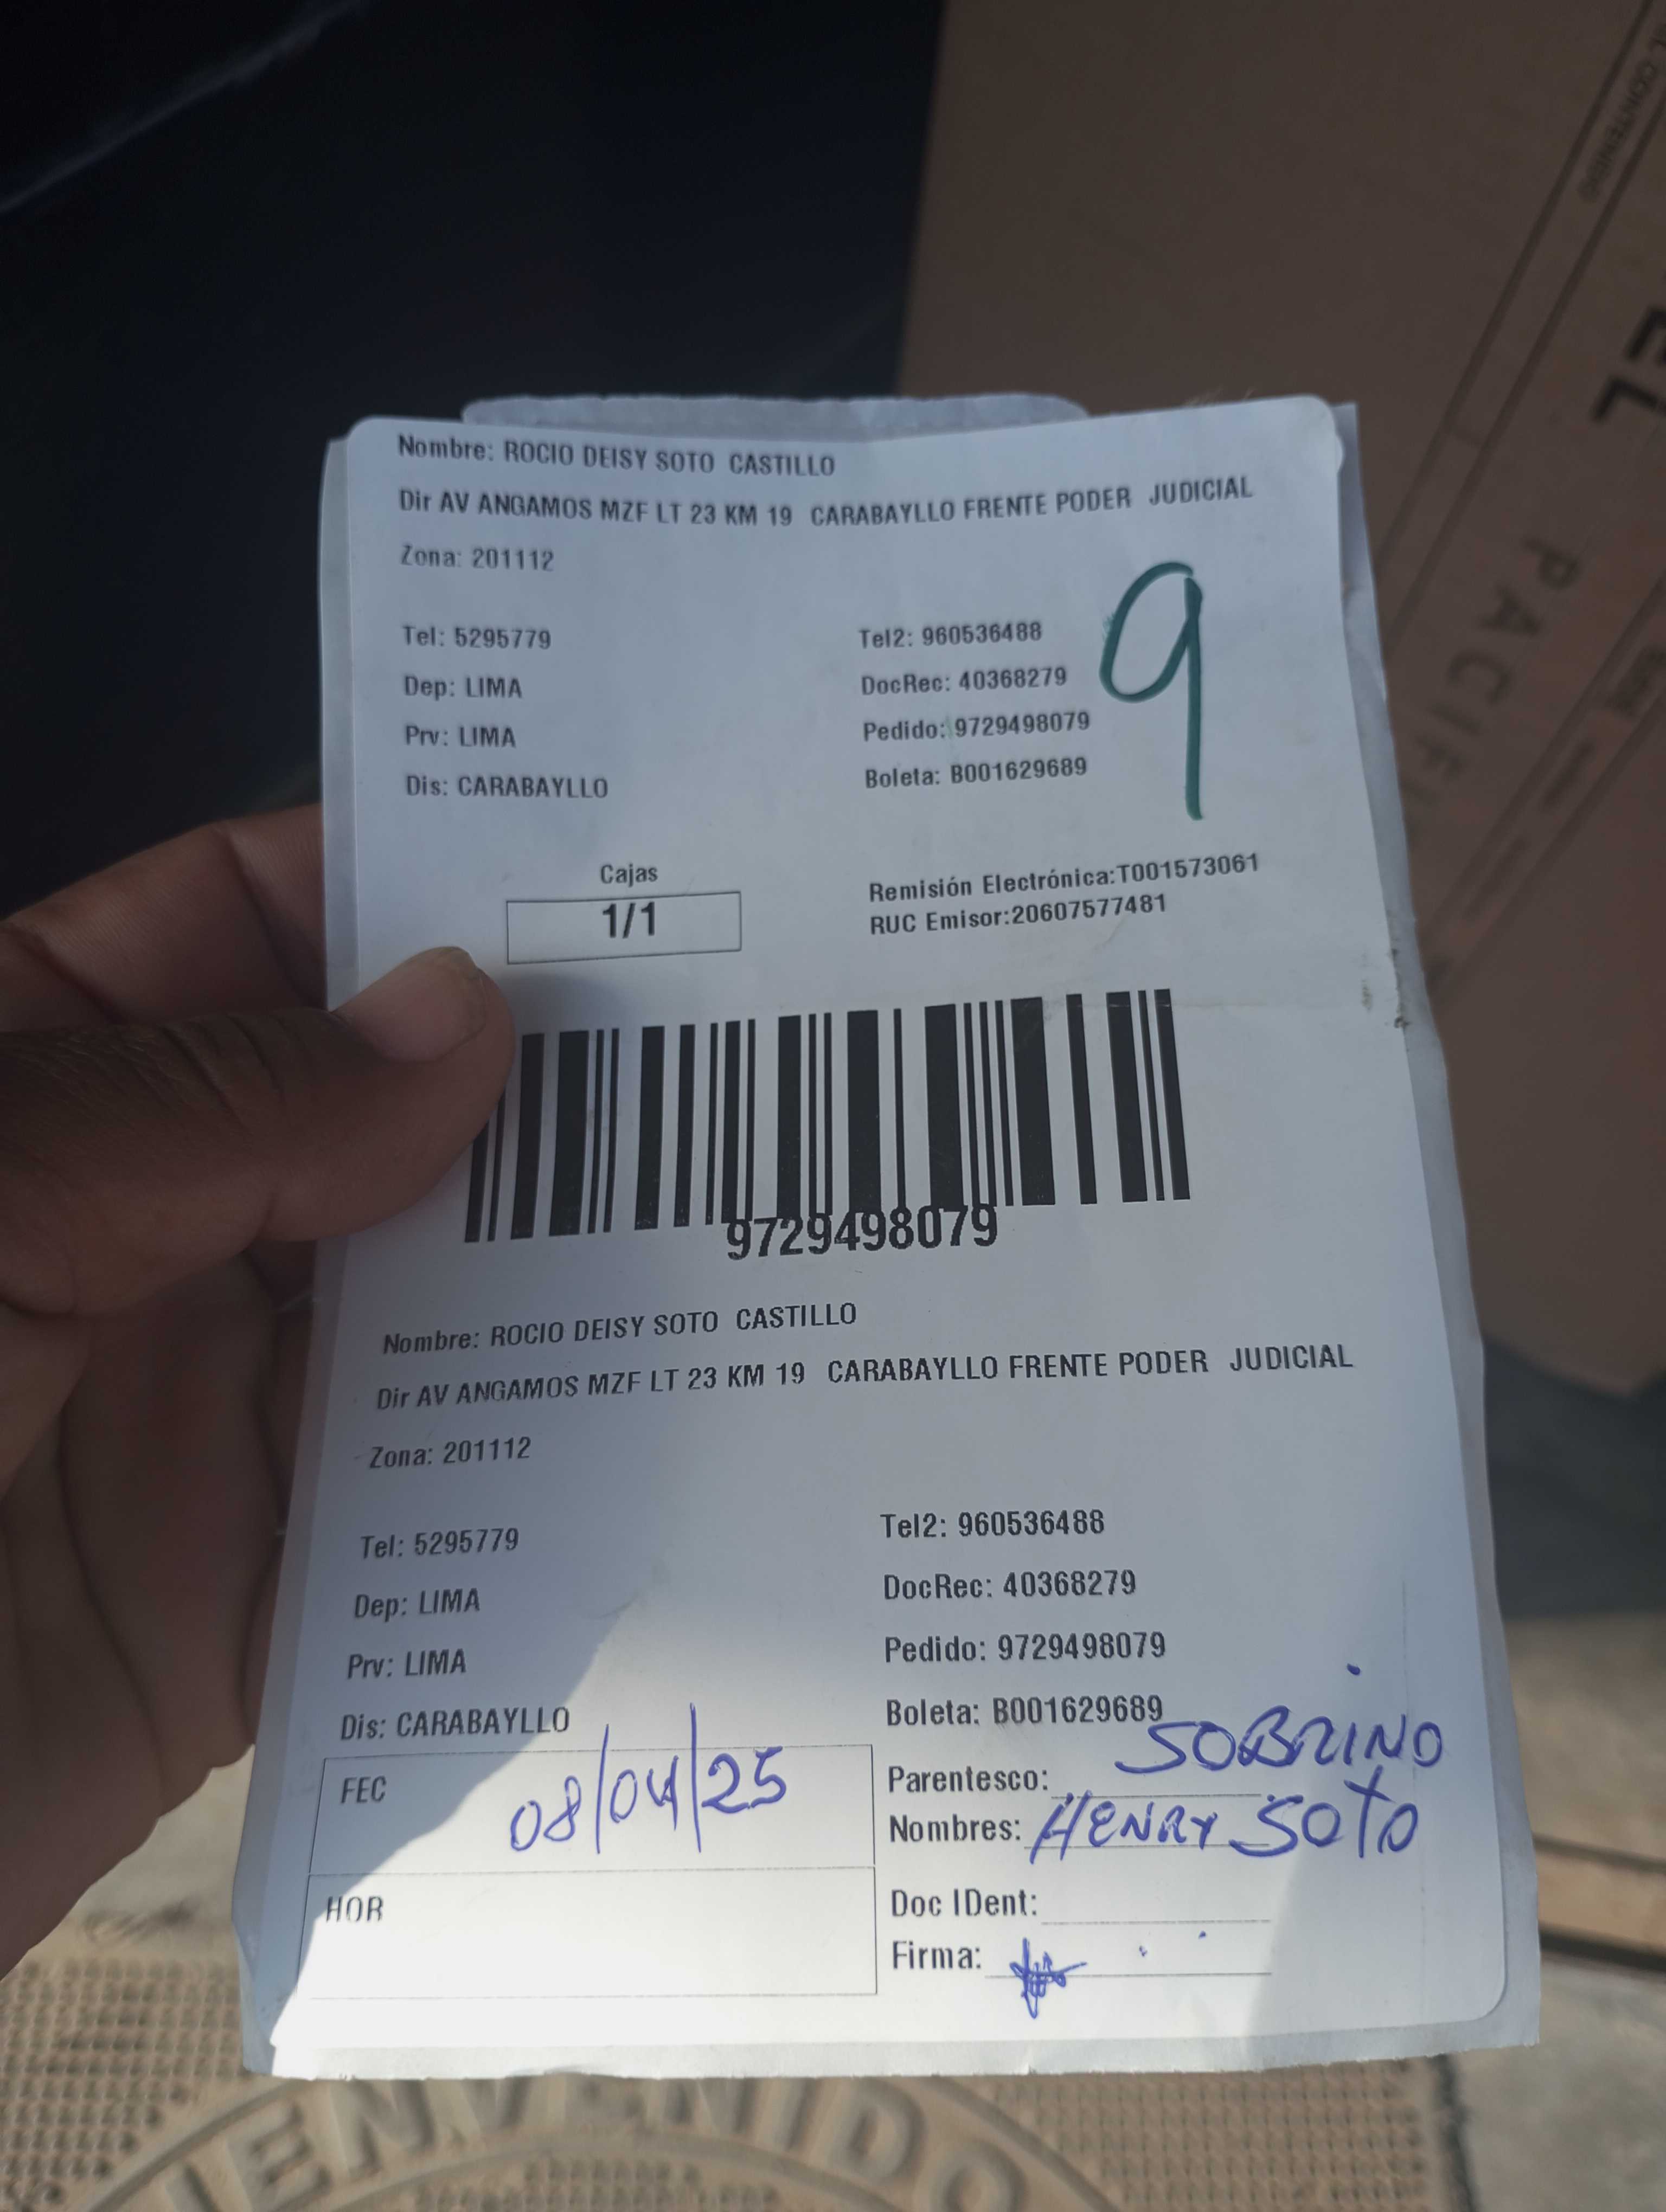 Nombre: ROCIO DEISY SOTO CASTILLO
Dir AV ANGAMOS MZF LT 23 KM 19 CARABAYLLO FRENTE PODER JUDICIAL
Zona: 201112
Tel: 5295779 Tel2: 960536488
Dep: LIMA DocRec: 40368279
Prv: LIMA Pedido: 9729498079
Dis: CARABAYLLO Boleta: B001629689
9
Cajas
1/1
Remisión Electrónica:T001573061
RUC Emisor:20607577481
9729498079
Nombre: ROCIO DEISY SOTO CASTILLO
Dir AV ANGAMOS MZF LT 23 KM 19 CARABAYLLO FRENTE PODER JUDICIAL
Zona: 201112
Tel: 5295779 Tel2: 960536488
Dep: LIMA DocRec: 40368279
Prv: LIMA Pedido: 9729498079
Dis: CARABAYLLO Boleta: B001629689
FEC 08/04/25
HOR
Parentesco: SOBRINO
Nombres: HENRY SOTO
Doc IDent:
Firma:
CONTENIDO
EL
PACIF
BIENVENIDO